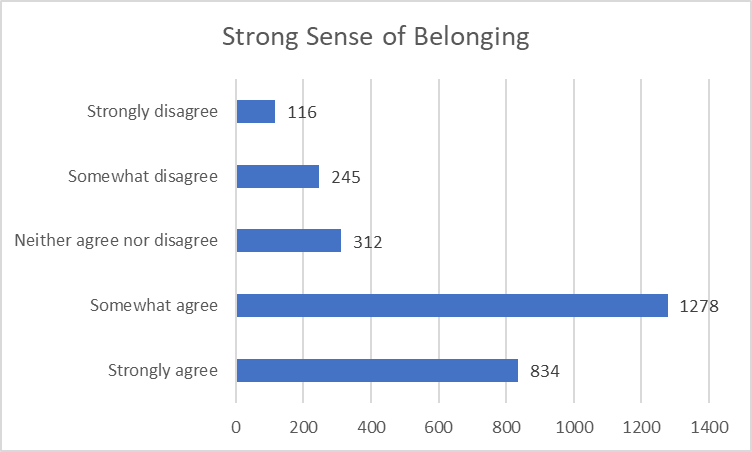 Strong Sense of Belonging
Strongly disagree 116
Somewhat disagree 245
Neither agree nor disagree 312
Somewhat agree 1278
Strongly agree 834
0 200 400 600 800 1000 1200 1400